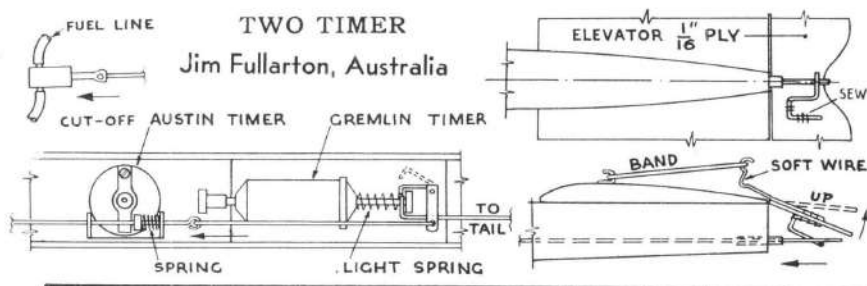 FUEL LINE
TWO TIMER
Jim Fullarton, Australia
CUT-OFF
AUSTIN TIMER
GREMLIN TIMER
SPRING
.LIGHT SPRING
TO
TAIL
ELEVATOR 1"/16 PLY
SEW
BAND
SOFT WIRE
UP